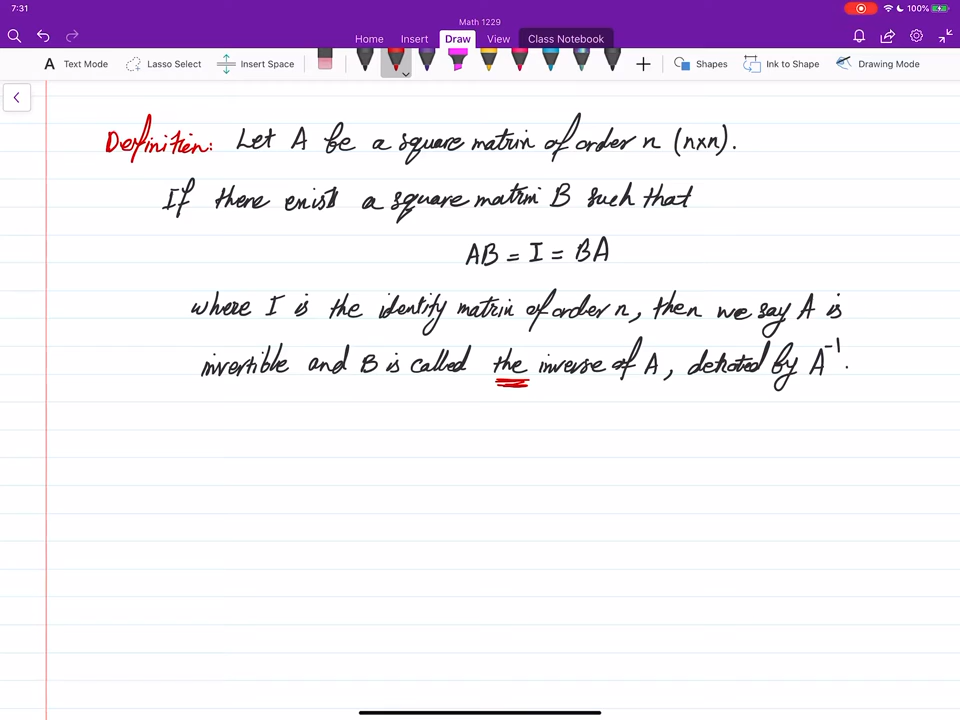 7:31
100%
Math 1229
Home Insert Draw View Class Notebook
A Text Mode Lasso Select Insert Space Shapes Ink to Shape Drawing Mode
Definition: Let A be a square matrix of order n (n×n).
If there exists a square matrix B such that
AB = I = BA
where I is the identity matrix of order n, then we say A is
invertible and B is called the inverse of A, denoted by A⁻¹.